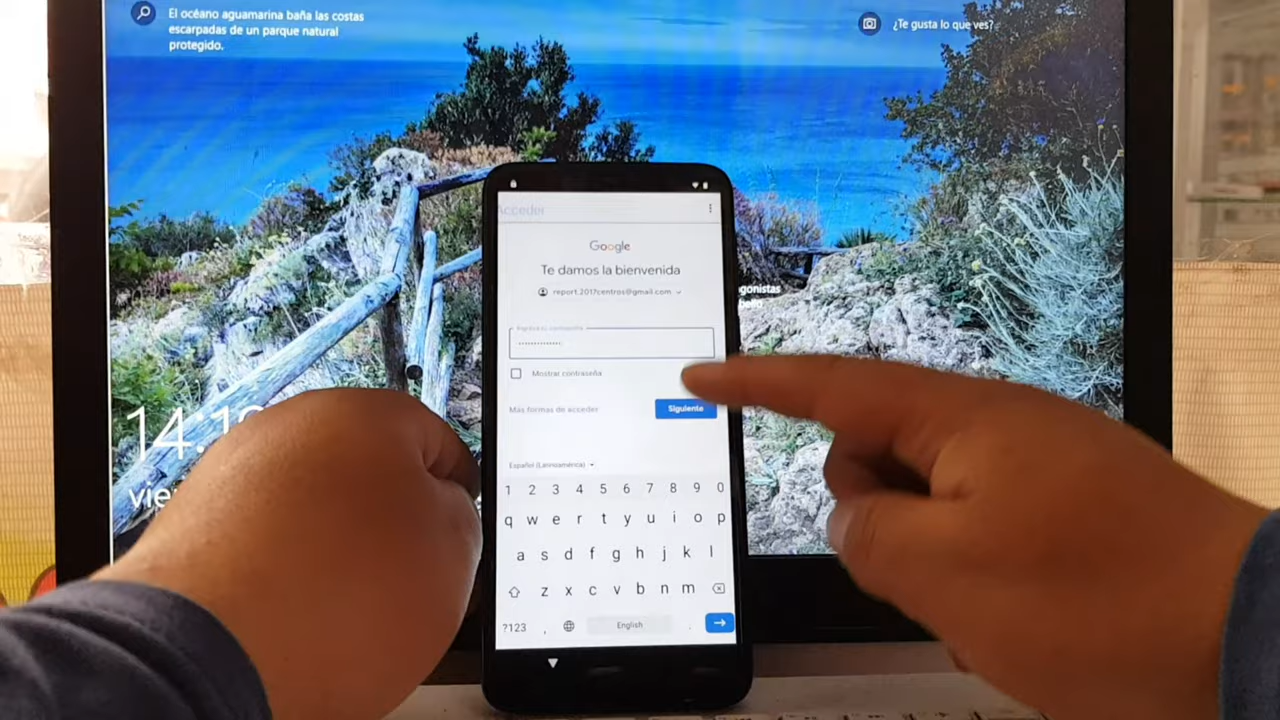 El océano aguamarina baña las costas
escarpadas de un parque natural
protegido.
¿Te gusta lo que ves?
Acceder
Google
Te damos la bienvenida
report.2017centros@gmail.com
Mostrar contraseña
Más formas de acceder
Siguiente
Español (Latinoamérica)
1 2 3 4 5 6 7 8 9 0
q w e r t y u i o p
a s d f g h j k l
z x c v b n m
?123 , English .